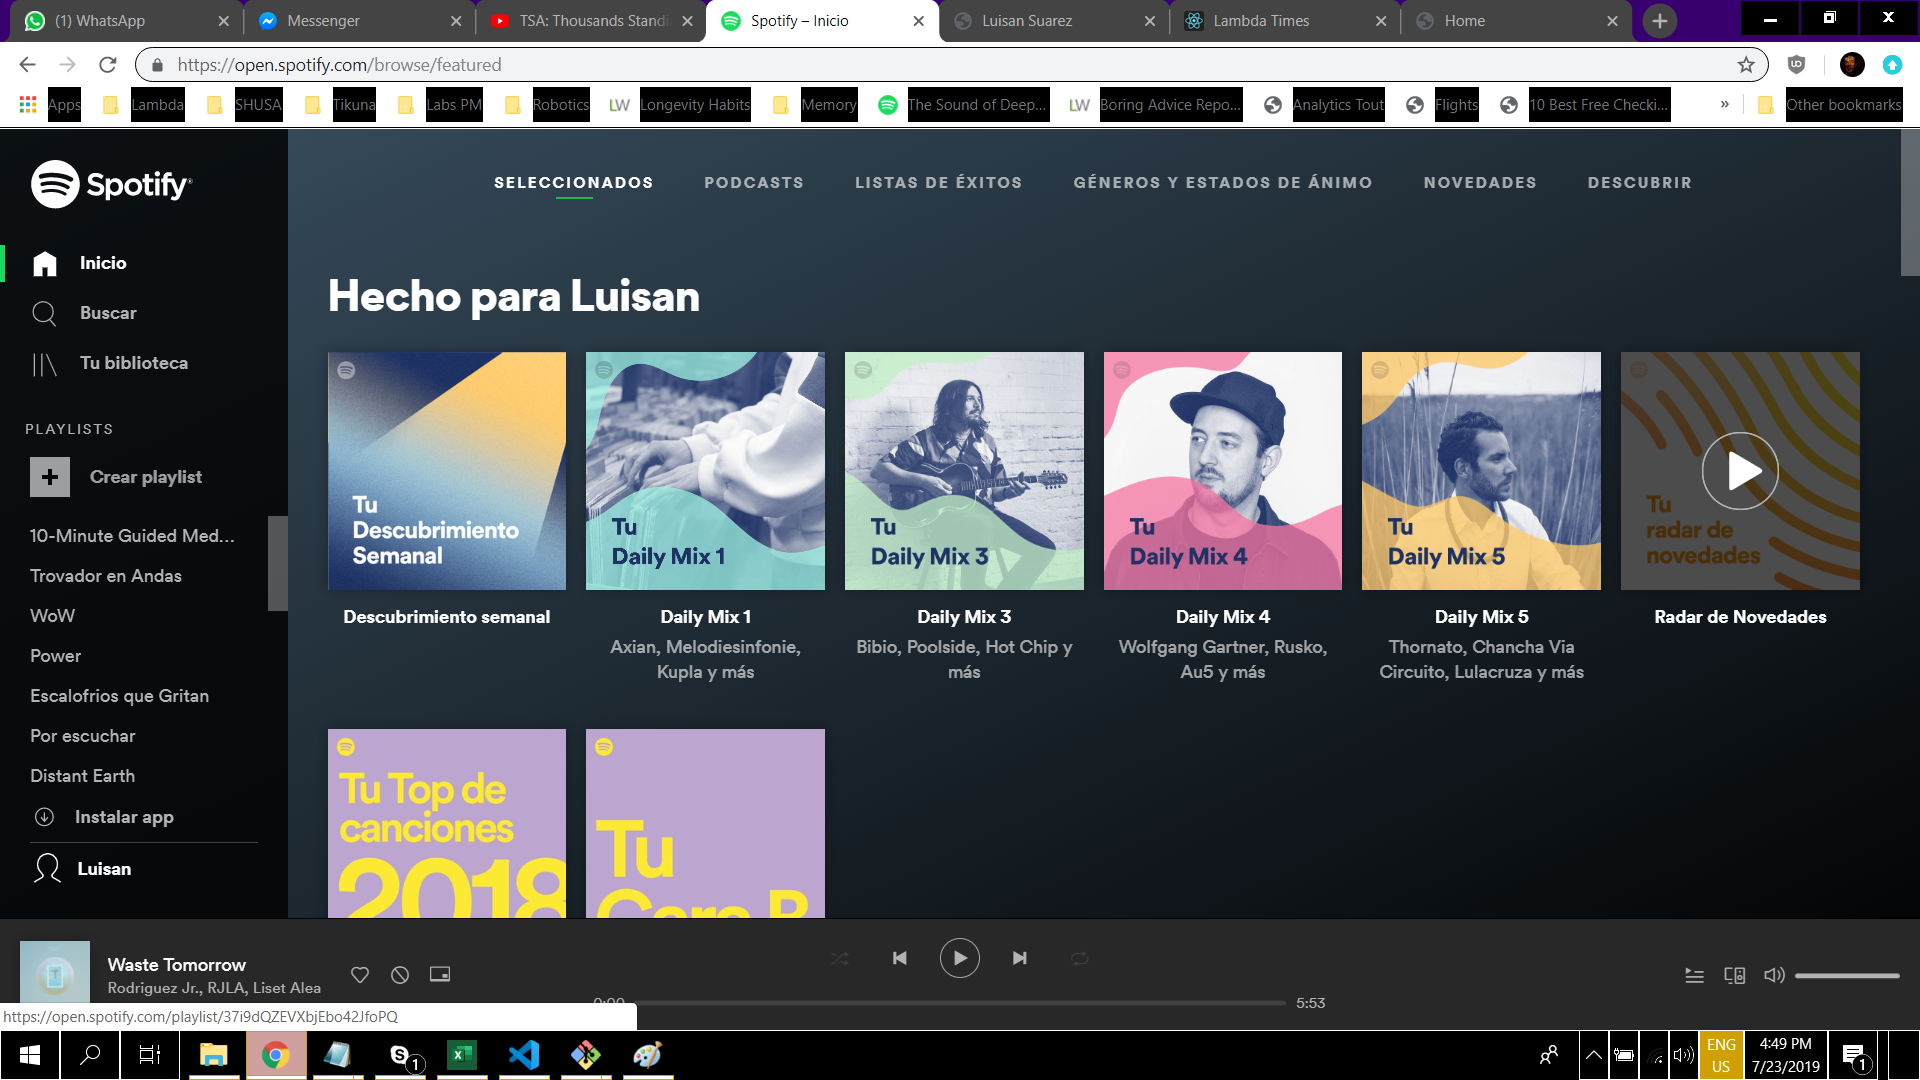 (1) WhatsApp
Messenger
TSA: Thousands Standi
Spotify – Inicio
Luisan Suarez
Lambda Times
Home
https://open.spotify.com/browse/featured
Apps
Lambda
SHUSA
Tikuna
Labs PM
Robotics
LW Longevity Habits
Memory
The Sound of Deep...
LW Boring Advice Repo...
Analytics Tout
Flights
10 Best Free Checki...
»
Other bookmarks
Spotify
SELECCIONADOS
PODCASTS
LISTAS DE ÉXITOS
GÉNEROS Y ESTADOS DE ÁNIMO
NOVEDADES
DESCUBRIR
Inicio
Buscar
Tu biblioteca
PLAYLISTS
Crear playlist
10-Minute Guided Med...
Trovador en Andas
WoW
Power
Escalofrios que Gritan
Por escuchar
Distant Earth
Instalar app
Luisan
Hecho para Luisan
Tu
Descubrimiento
Semanal
Descubrimiento semanal
Tu
Daily Mix 1
Daily Mix 1
Axian, Melodiesinfonie,
Kupla y más
Tu
Daily Mix 3
Daily Mix 3
Bibio, Poolside, Hot Chip y
más
Tu
Daily Mix 4
Daily Mix 4
Wolfgang Gartner, Rusko,
Au5 y más
Tu
Daily Mix 5
Daily Mix 5
Thornato, Chancha Via
Circuito, Lulacruza y más
Tu
radar de
novedades
Radar de Novedades
Tu Top de
canciones
2018
Tu
Cara B
Waste Tomorrow
Rodriguez Jr., RJLA, Liset Alea
0:00
5:53
https://open.spotify.com/playlist/37i9dQZEVXbjEbo42JfoPQ
1
ENG
US
4:49 PM
7/23/2019
1